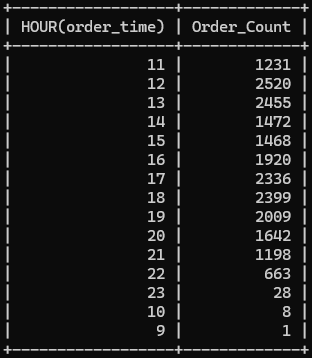 +------------------+-------------+
| HOUR(order_time) | Order_Count |
+------------------+-------------+
|               11 |        1231 |
|               12 |        2520 |
|               13 |        2455 |
|               14 |        1472 |
|               15 |        1468 |
|               16 |        1920 |
|               17 |        2336 |
|               18 |        2399 |
|               19 |        2009 |
|               20 |        1642 |
|               21 |        1198 |
|               22 |         663 |
|               23 |          28 |
|               10 |           8 |
|                9 |           1 |
+------------------+-------------+